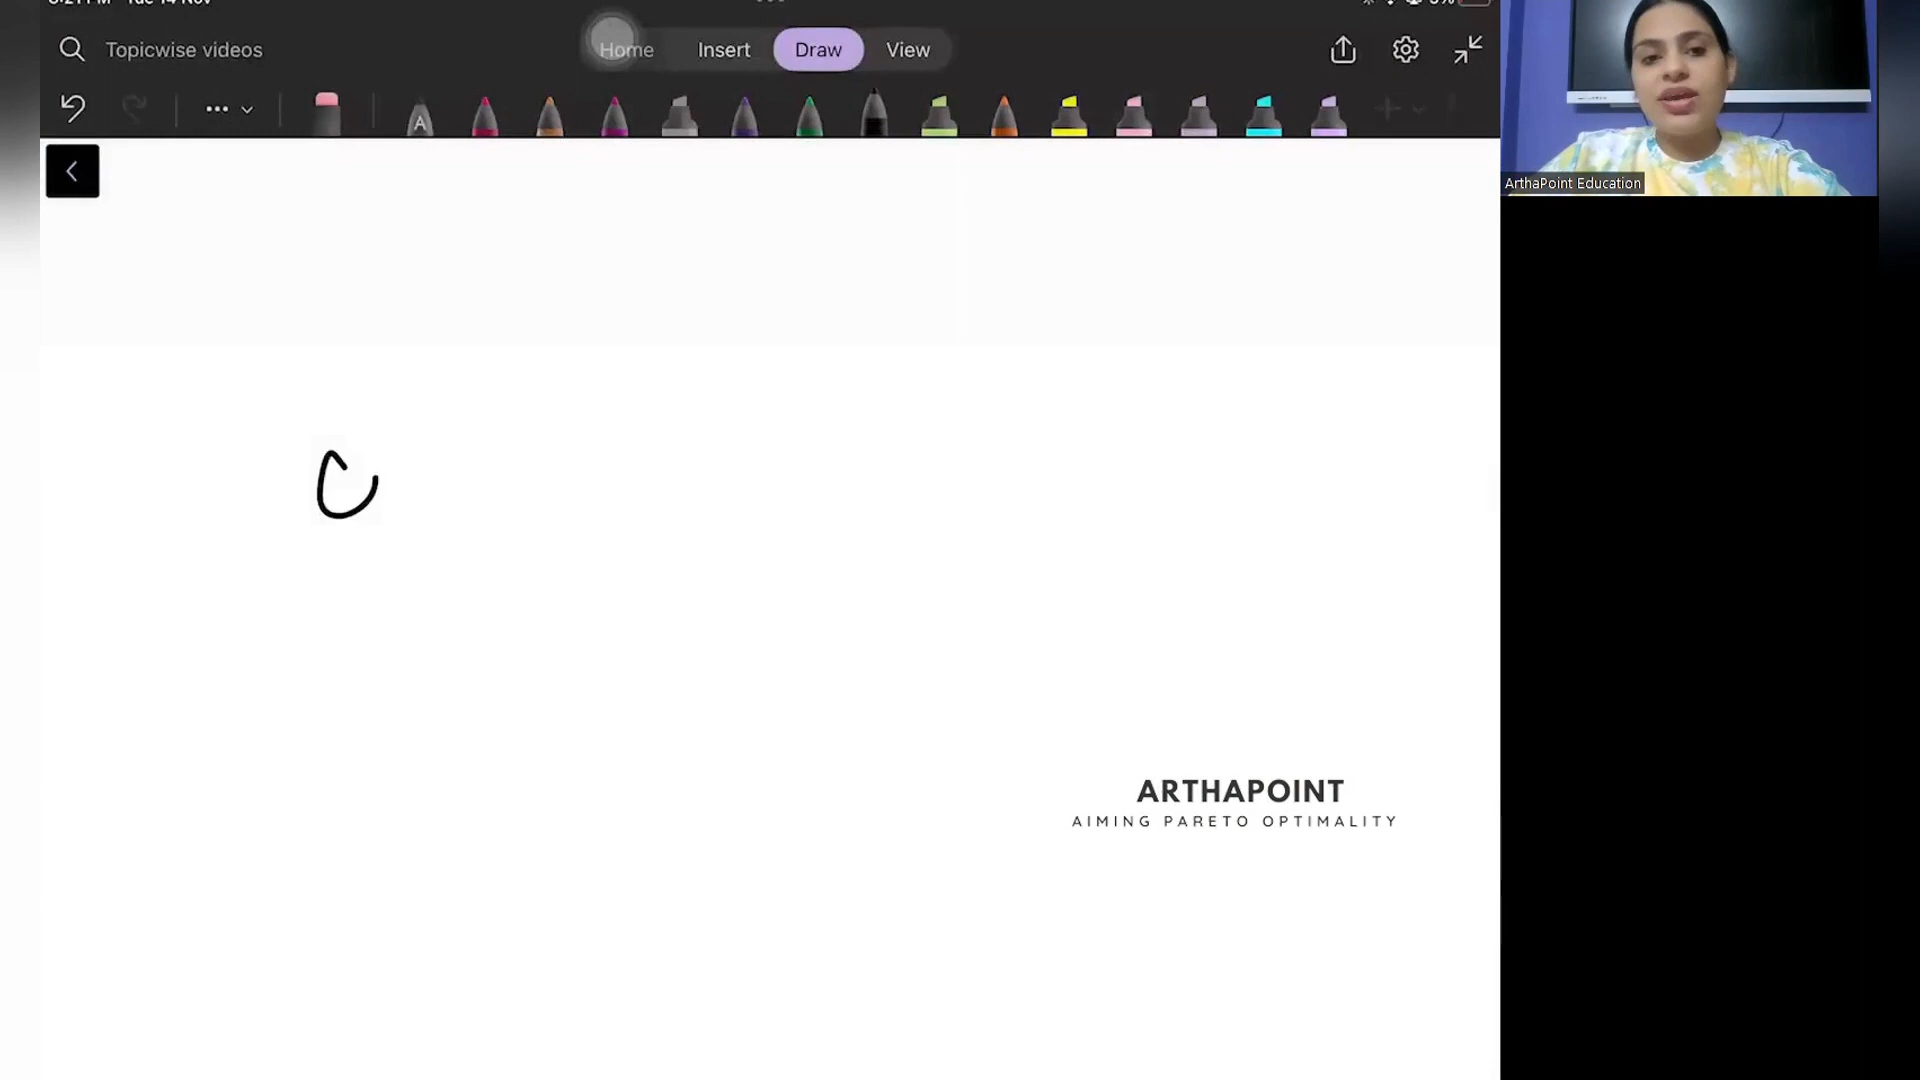 Topicwise videos
Home Insert Draw View
A
ArthaPoint Education
C
ARTHAPOINT
AIMING PARETO OPTIMALITY